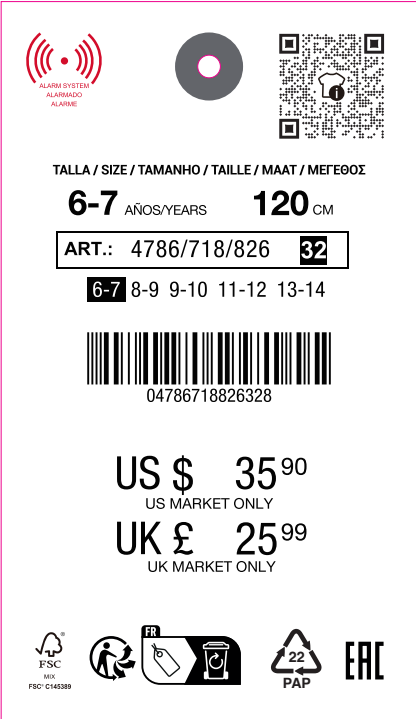 ALARM SYSTEM
ALARMADO
ALARME
TALLA / SIZE / TAMANHO / TAILLE / MAAT / ΜΕΓΕΘΟΣ
6-7 AÑOS/YEARS 120 CM
ART.: 4786/718/826 32
6-7 8-9 9-10 11-12 13-14
04786718826328
US $ 35 90
US MARKET ONLY
UK £ 25 99
UK MARKET ONLY
FR
FSC ®
MIX
FSC® C145389
22
PAP
EAC